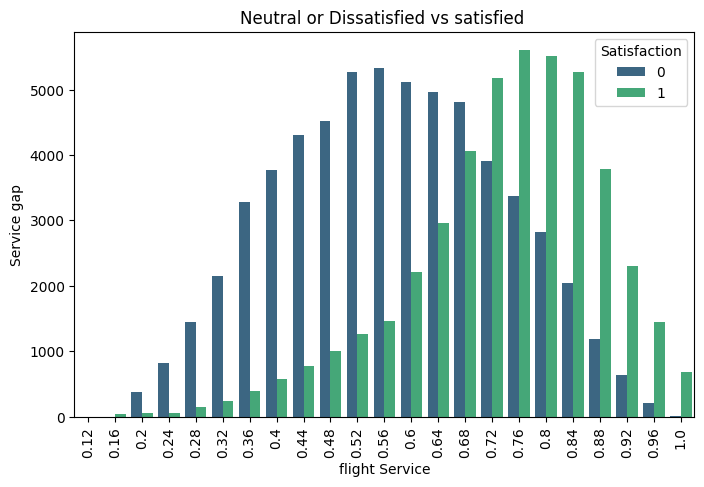 Neutral or Dissatisfied vs satisfied
Satisfaction
0
1
Service gap
5000
4000
3000
2000
1000
0
0.12 0.16 0.2 0.24 0.28 0.32 0.36 0.4 0.44 0.48 0.52 0.56 0.6 0.64 0.68 0.72 0.76 0.8 0.84 0.88 0.92 0.96 1.0
flight Service